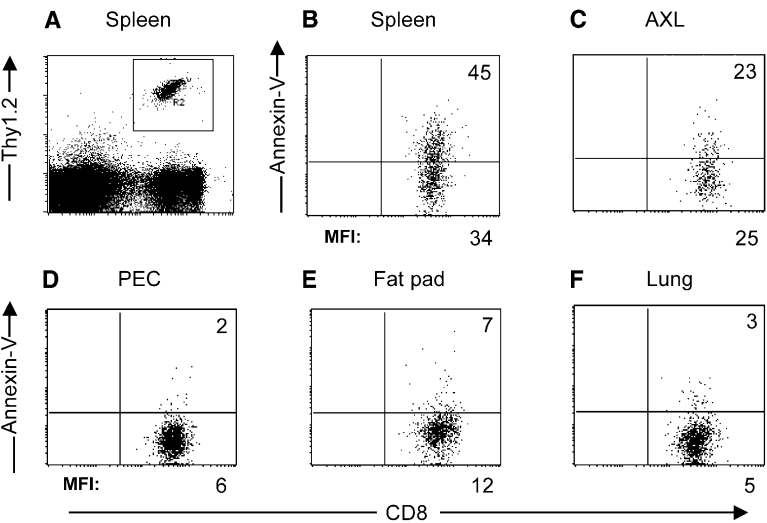 A Spleen
B Spleen
C AXL
Thy1.2
R2
Annexin-V
45
23
MFI: 34
25
D PEC
E Fat pad
F Lung
Annexin-V
2
7
3
MFI: 6
12
5
CD8